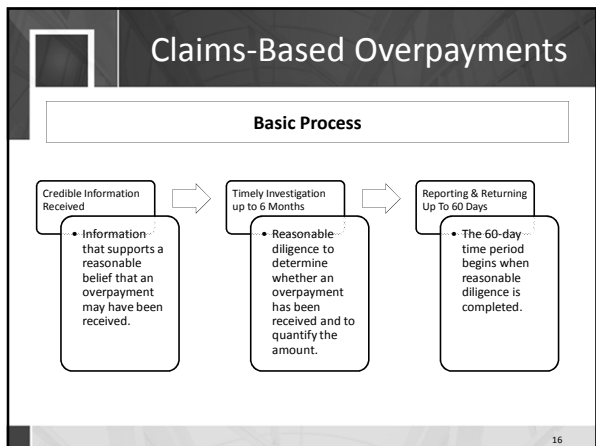 Claims-Based Overpayments
Basic Process
Credible Information
Received
• Information
that supports a
reasonable
belief that an
overpayment
may have been
received.
Timely Investigation
up to 6 Months
• Reasonable
diligence to
determine
whether an
overpayment
has been
received and to
quantify the
amount.
Reporting & Returning
Up To 60 Days
• The 60-day
time period
begins when
reasonable
diligence is
completed.
16